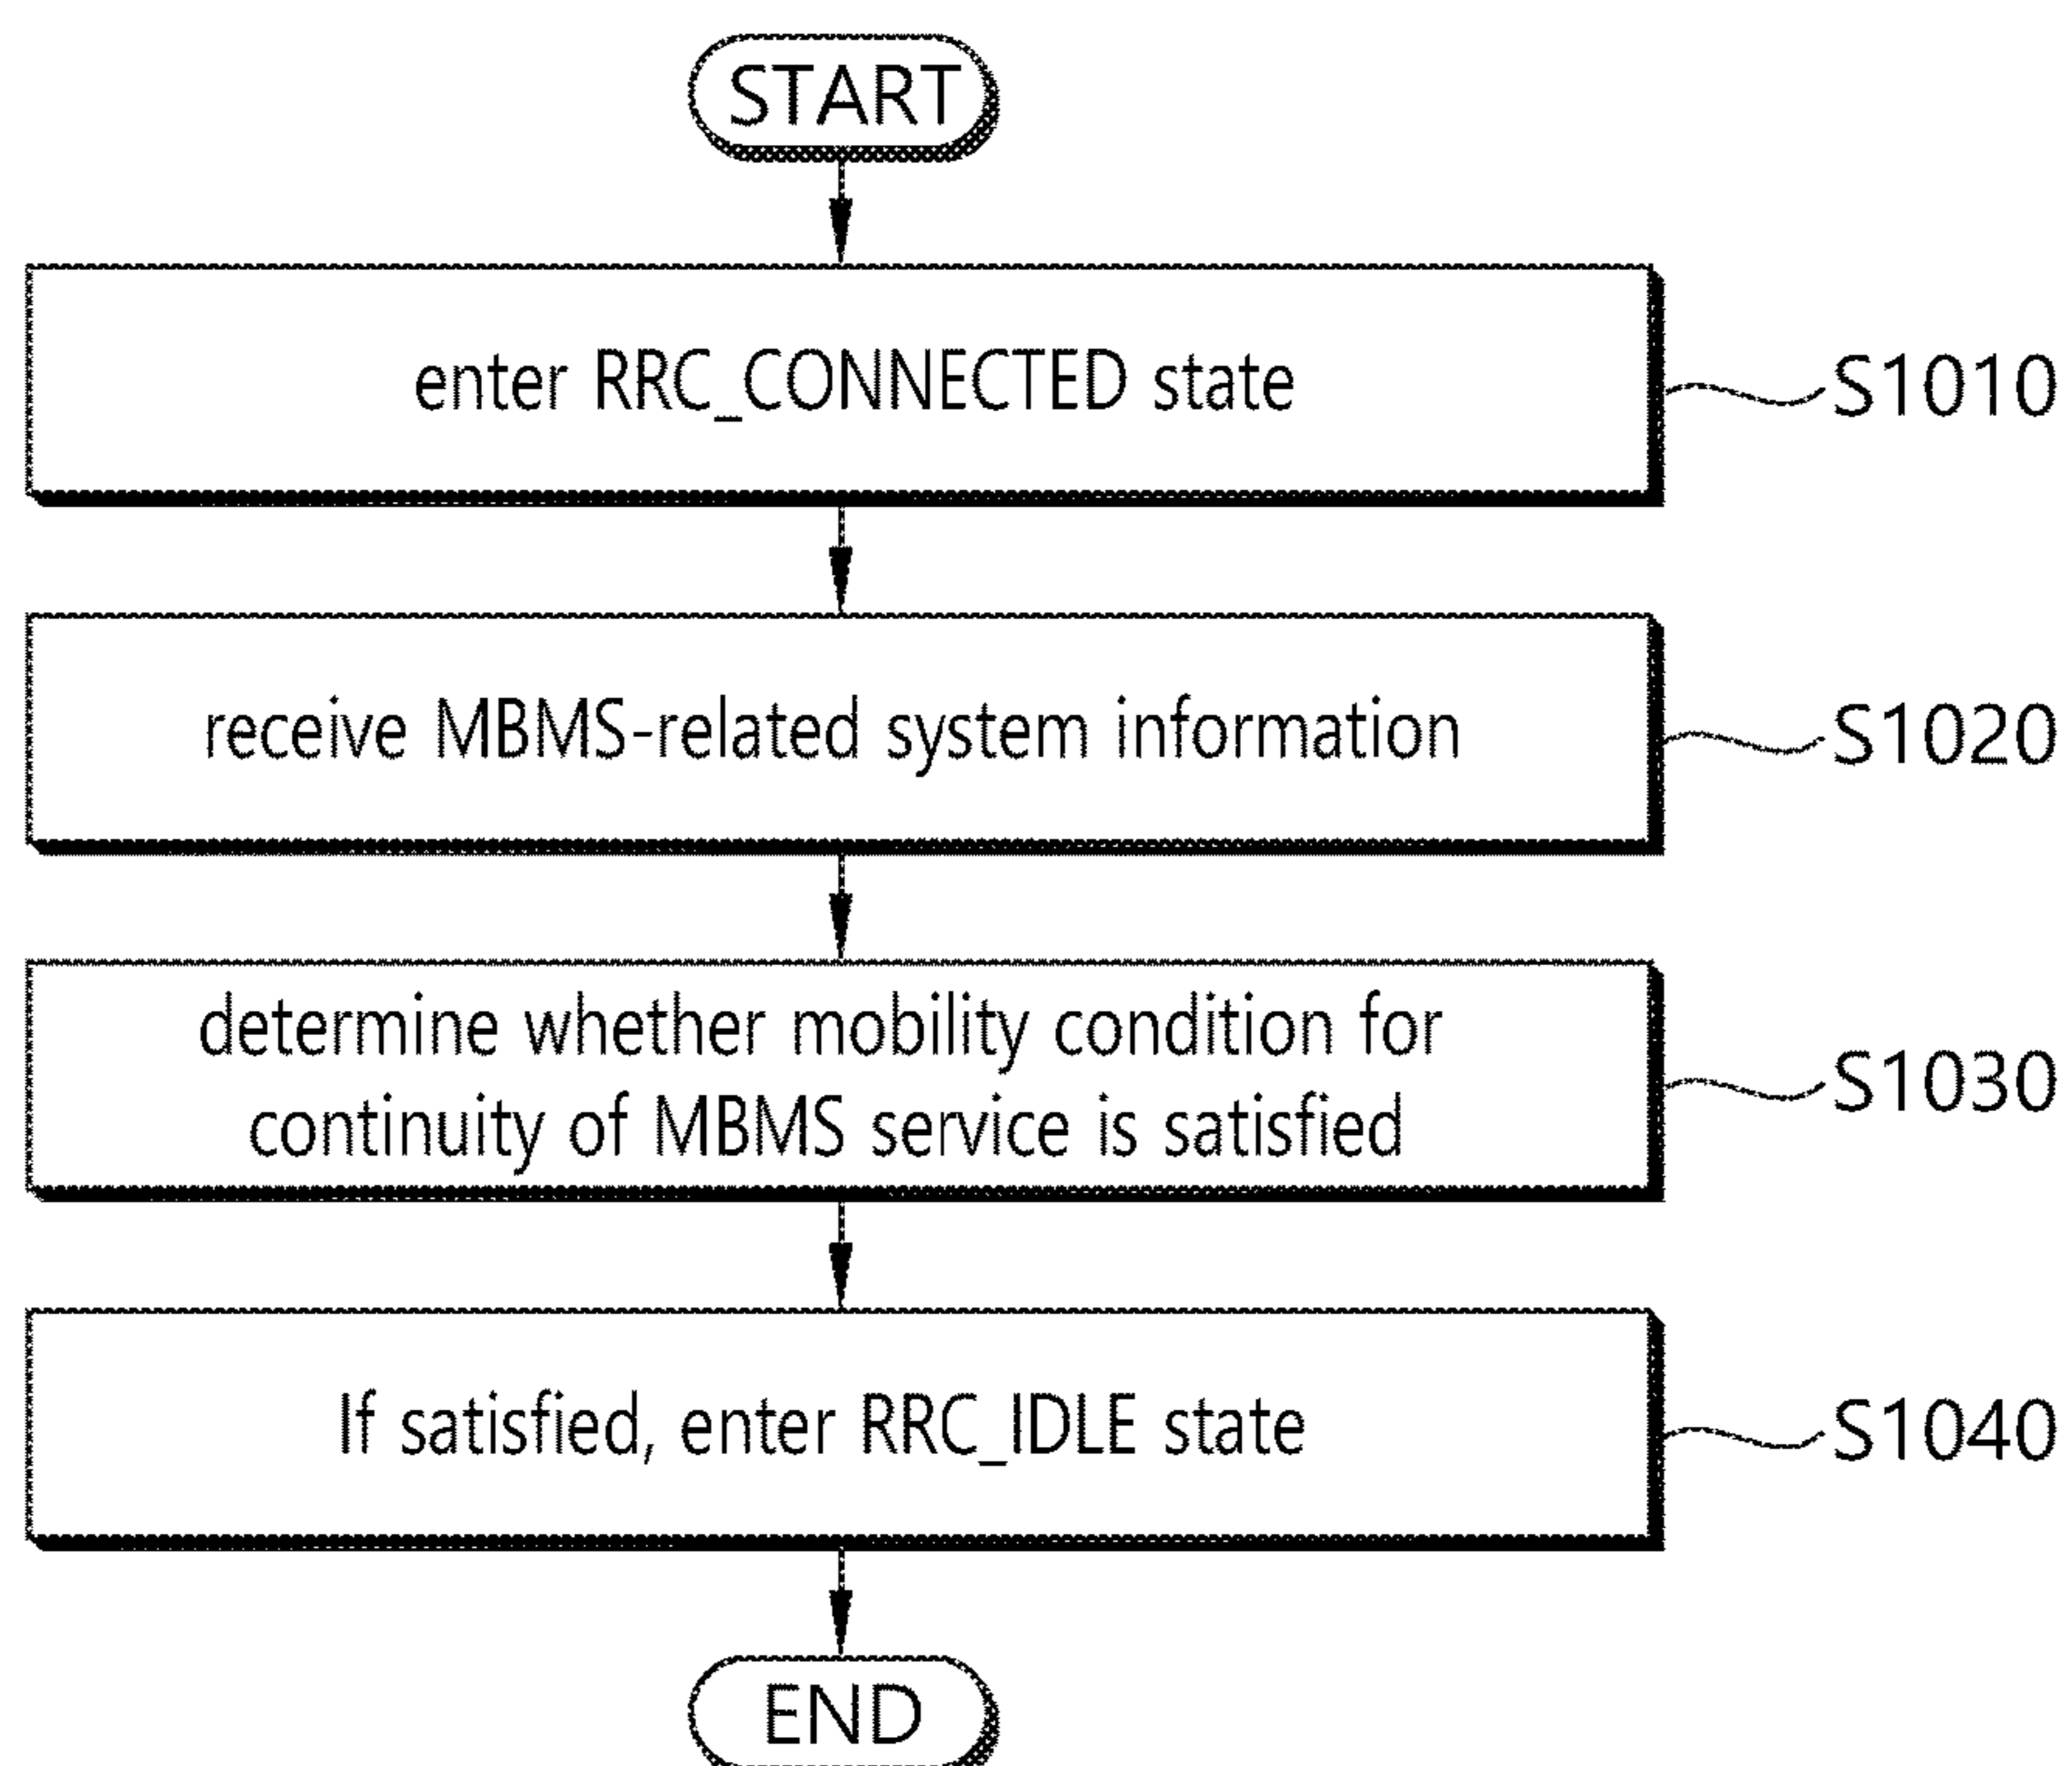 START
enter RRC_CONNECTED state
S1010
receive MBMS-related system information
S1020
determine whether mobility condition for
continuity of MBMS service is satisfied
S1030
If satisfied, enter RRC_IDLE state
S1040
END